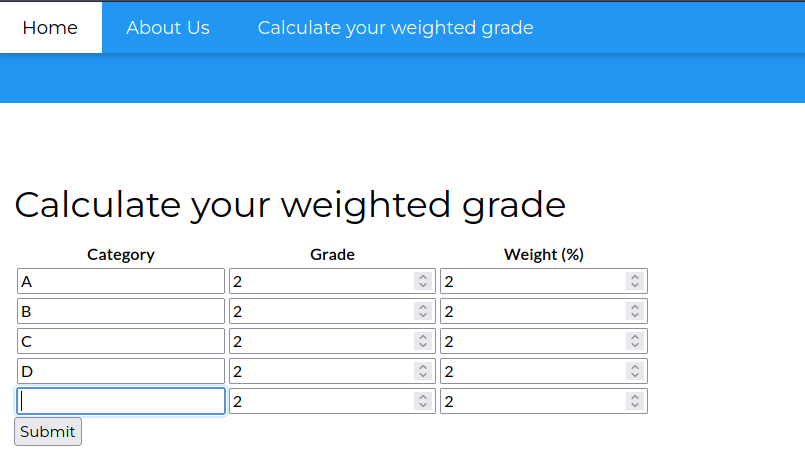 Home About Us Calculate your weighted grade
Calculate your weighted grade
Category Grade Weight (%)
A 2 2
B 2 2
C 2 2
D 2 2
2 2
Submit